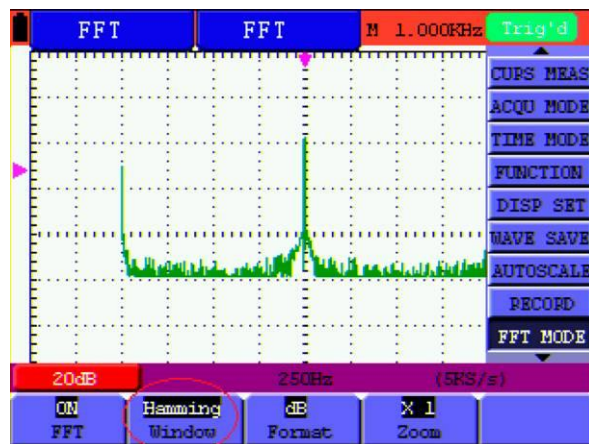 FFT FFT M 1.000KHz Trig'd
CURS MEAS
ACQU MODE
TIME MODE
FUNCTION
DISP SET
WAVE SAVE
AUTOSCALE
RECORD
FFT MODE
20dB 250Hz (5KS/s)
ON Hamming dB X 1
FFT Window Format Zoom